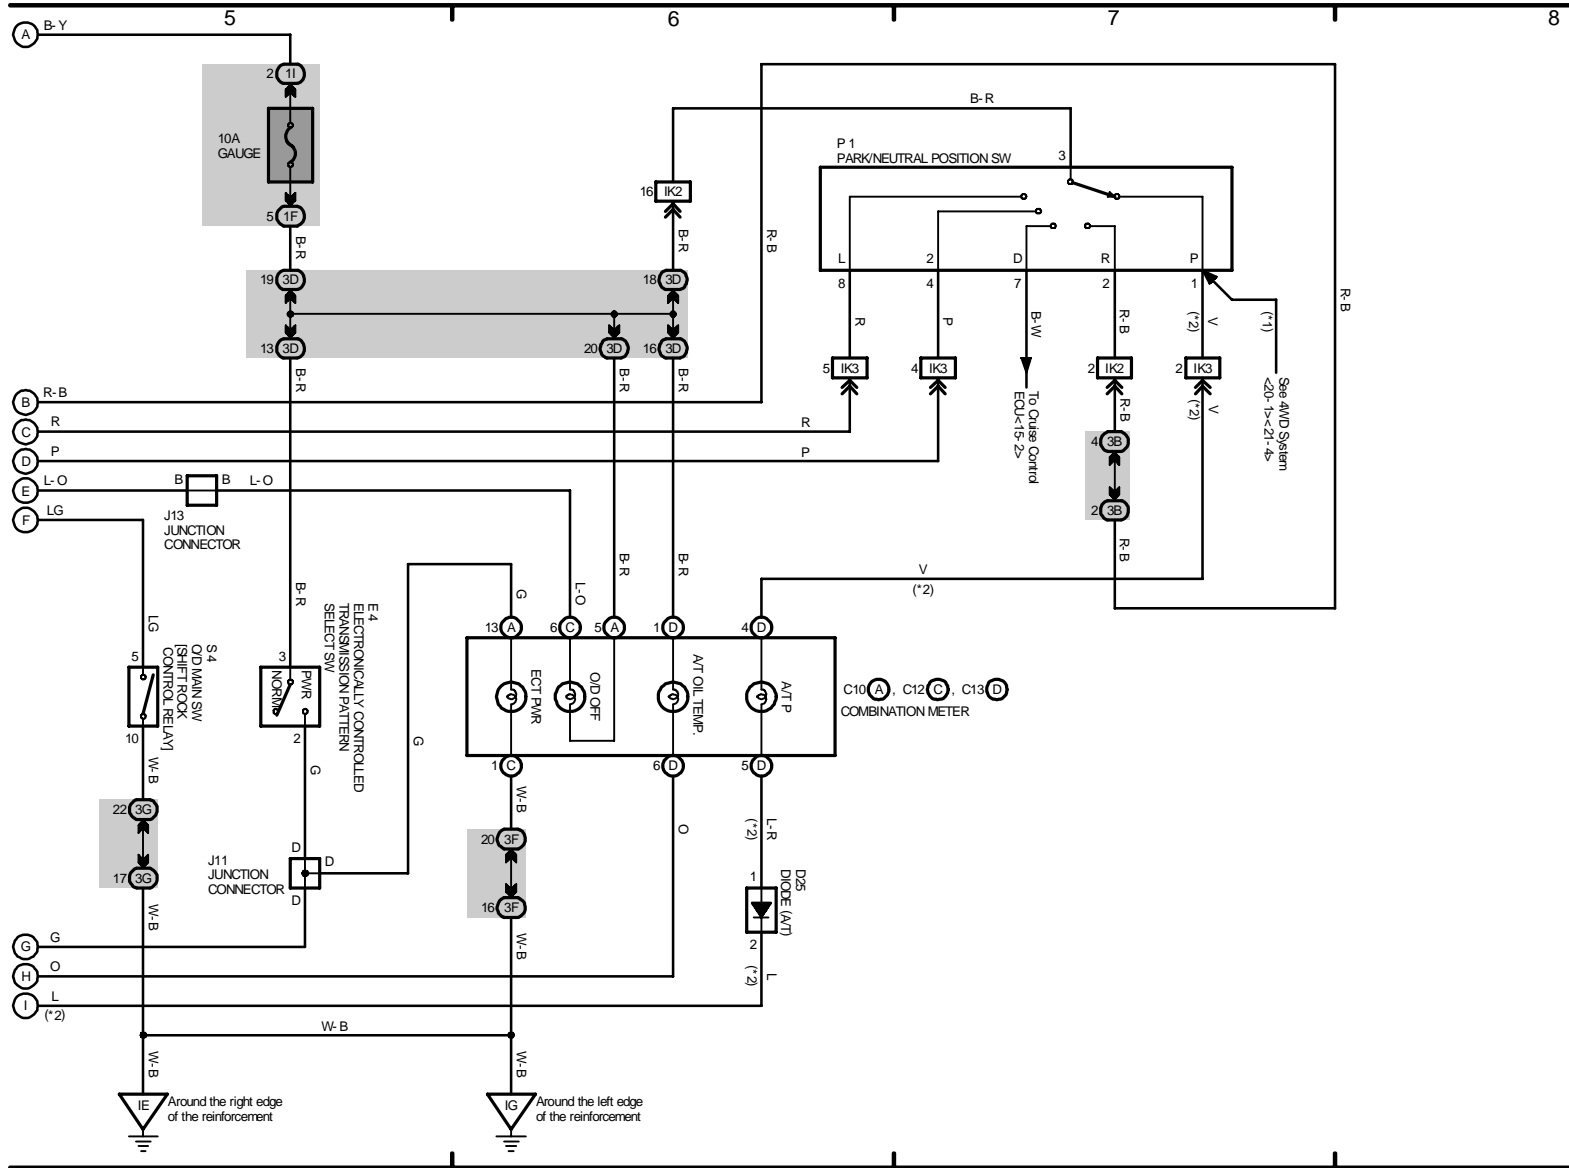 5
6
7
8
A
B-Y
2
1I
10A
GAUGE
5
1F
B-R
19
3D
18
3D
13
3D
20
3D
16
3D
B-R
B-R
16
IK2
B-R
R-B
P 1
PARK/NEUTRAL POSITION SW
3
L
2
D
R
P
8
4
7
2
1
R
P
B-W
R-B
V
(*2)
(*1)
R-B
5
IK3
4
IK3
2
IK2
2
IK3
To Cruise Control
ECU<15-2>
R-B
V
(*2)
See 4WD System
<20-1><21-4>
4
3B
2
3B
R-B
B
R-B
C
R
R
D
P
P
E
L-O
B
B
L-O
F
LG
J13
JUNCTION
CONNECTOR
B-R
L-O
B-R
B-R
G
V
(*2)
LG
5
10
S 4
O/D MAIN SW
[SHIFT ROCK
CONTROL RELAY]
3
PWR
NORM
2
E 4
ELECTRONICALLY CONTROLLED
TRANSMISSION PATTERN
SELECT SW
G
G
13
A
6
C
5
A
1
D
4
D
ECT PWR
O/D OFF
A/T OIL TEMP.
A/T P
C10
A
, C12
C
, C13
D
COMBINATION METER
1
C
6
D
5
D
W-B
22
3G
17
3G
W-B
J11
JUNCTION
CONNECTOR
D
D
D
W-B
20
3F
16
3F
W-B
O
L-R
(*2)
1
D25
DIODE (A/T)
2
L
(*2)
G
G
H
O
I
L
(*2)
W-B
W-B
W-B
IE
Around the right edge
of the reinforcement
IG
Around the left edge
of the reinforcement